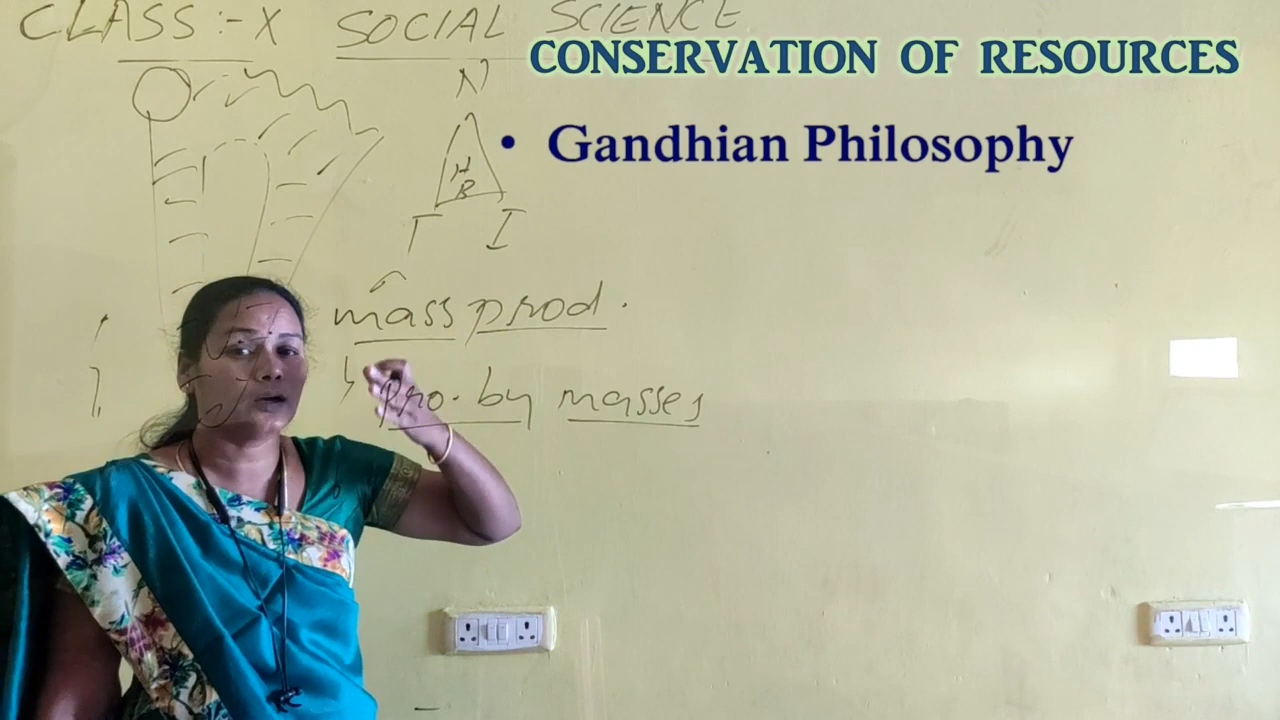 CLASS :- X SOCIAL SCIENCE
CONSERVATION OF RESOURCES
• Gandhian Philosophy
N
H
B
T I
mass prod.
Pro. by masses